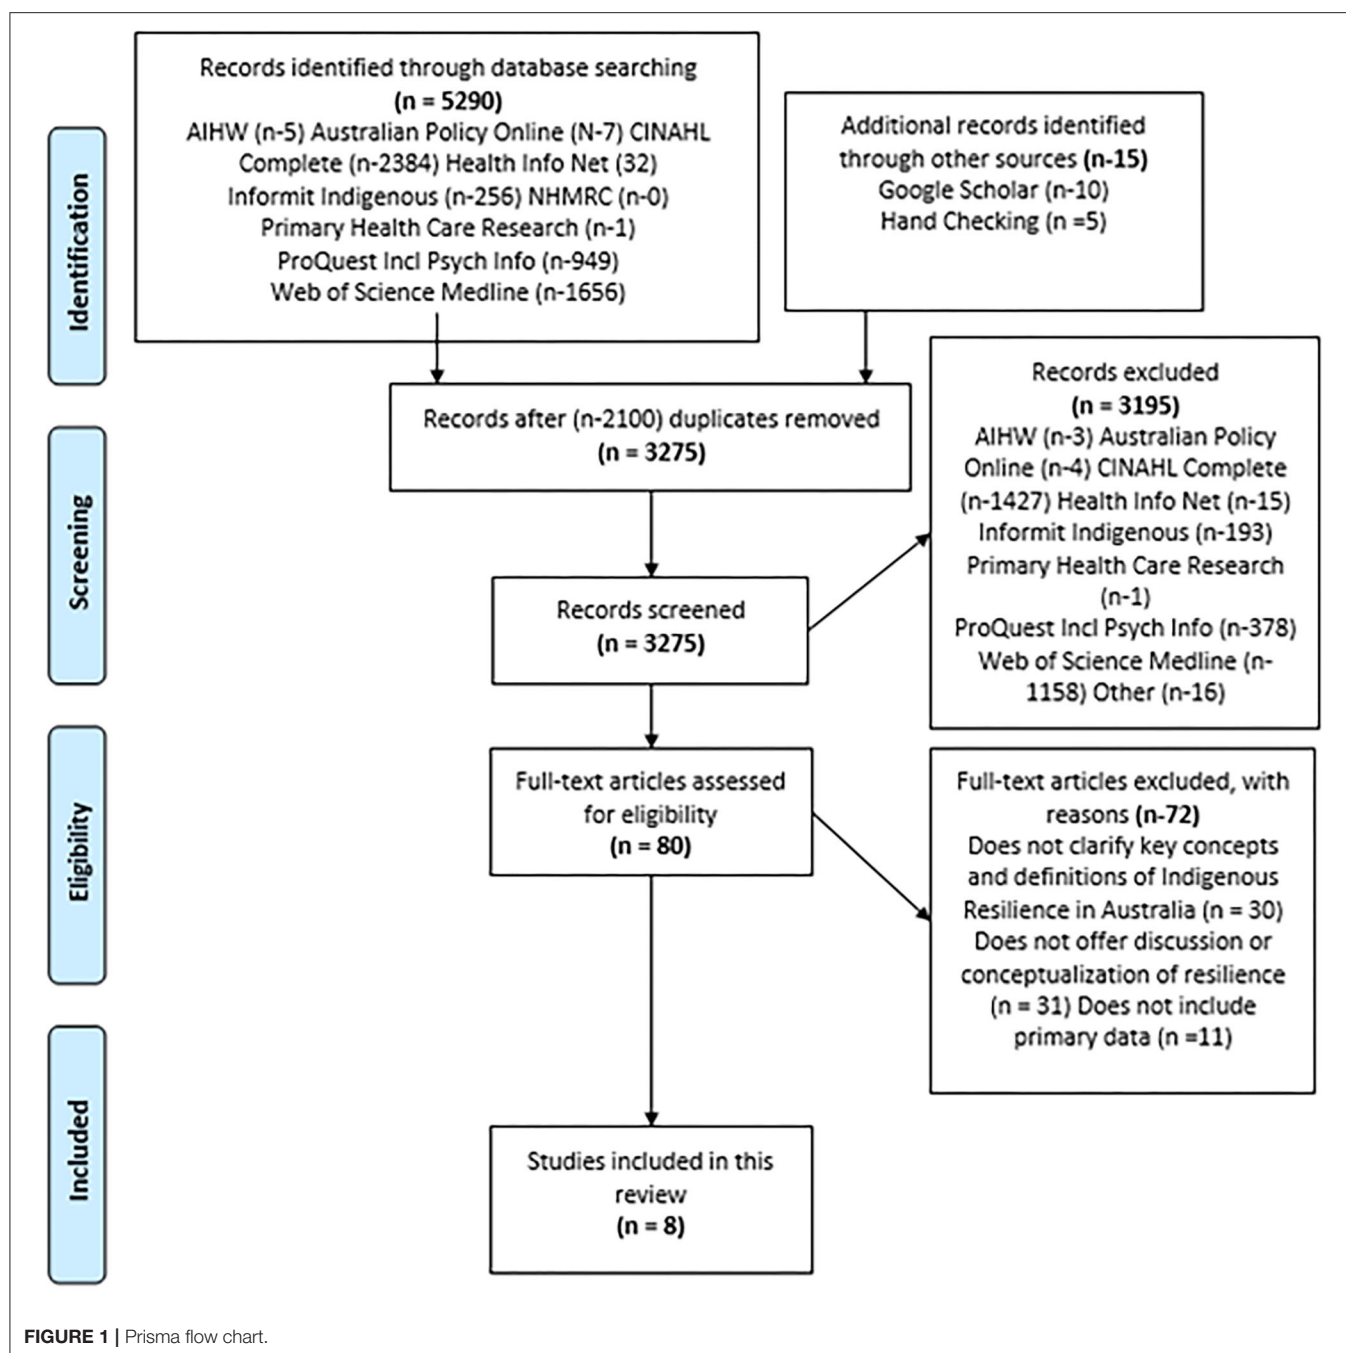 Identification
Records identified through database searching
(n = 5290)
AIHW (n-5) Australian Policy Online (N-7) CINAHL
Complete (n-2384) Health Info Net (32)
Informit Indigenous (n-256) NHMRC (n-0)
Primary Health Care Research (n-1)
ProQuest Incl Psych Info (n-949)
Web of Science Medline (n-1656)
Additional records identified
through other sources (n-15)
Google Scholar (n-10)
Hand Checking (n =5)
Records after (n-2100) duplicates removed
(n = 3275)
Screening
Records screened
(n = 3275)
Records excluded
(n = 3195)
AIHW (n-3) Australian Policy
Online (n-4) CINAHL Complete
(n-1427) Health Info Net (n-15)
Informit Indigenous (n-193)
Primary Health Care Research
(n-1)
ProQuest Incl Psych Info (n-378)
Web of Science Medline (n-
1158) Other (n-16)
Eligibility
Full-text articles assessed
for eligibility
(n = 80)
Full-text articles excluded, with
reasons (n-72)
Does not clarify key concepts
and definitions of Indigenous
Resilience in Australia (n = 30)
Does not offer discussion or
conceptualization of resilience
(n = 31) Does not include
primary data (n =11)
Included
Studies included in this
review
(n = 8)
FIGURE 1 | Prisma flow chart.